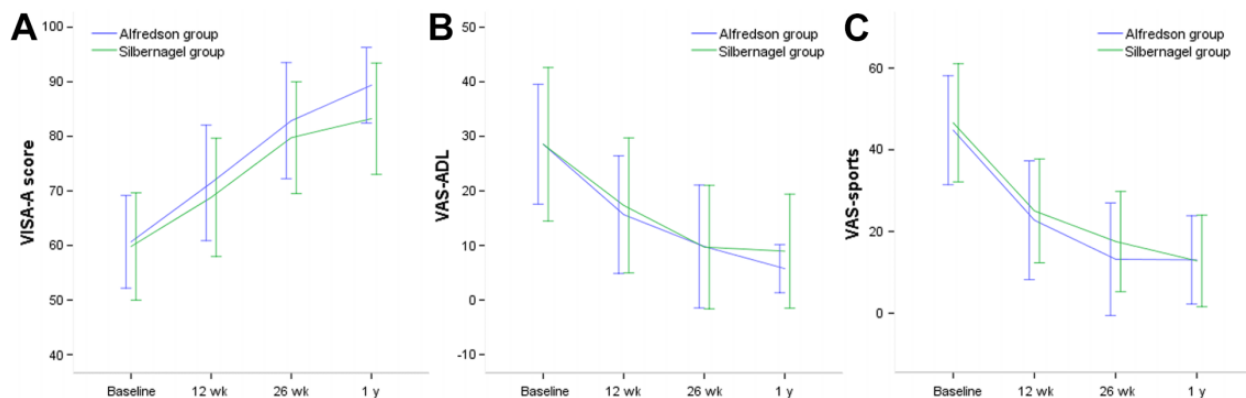 A
Alfredson group
Silbernagel group
VISA-A score
100
90
80
70
60
50
40
Baseline 12 wk 26 wk 1 y
B
Alfredson group
Silbernagel group
VAS-ADL
50
40
30
20
10
0
-10
Baseline 12 wk 26 wk 1 y
C
Alfredson group
Silbernagel group
VAS-sports
60
40
20
0
Baseline 12 wk 26 wk 1 y